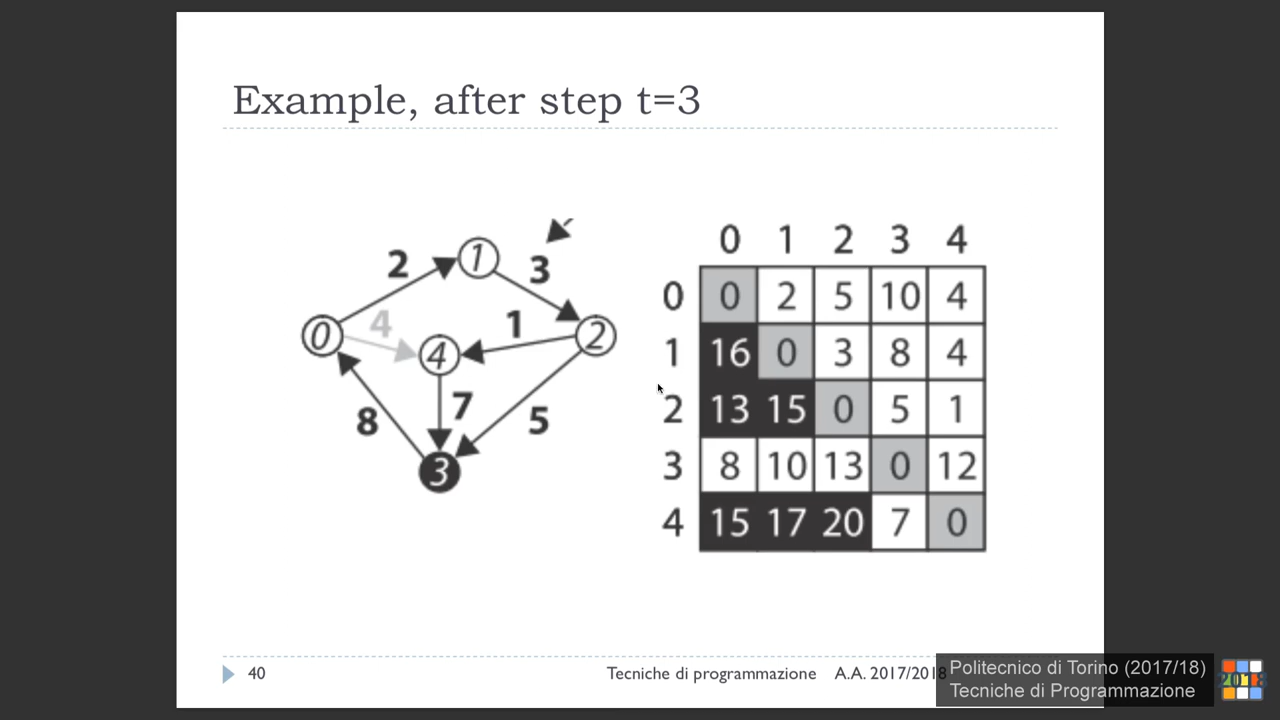 Example, after step t=3
2
1
3
0
4
4
1
2
8
7
5
3
0 1 2 3 4
0 0 2 5 10 4
1 16 0 3 8 4
2 13 15 0 5 1
3 8 10 13 0 12
4 15 17 20 7 0
40 Tecniche di programmazione A.A. 2017/2018
Politecnico di Torino (2017/18)
Tecniche di Programmazione
2018